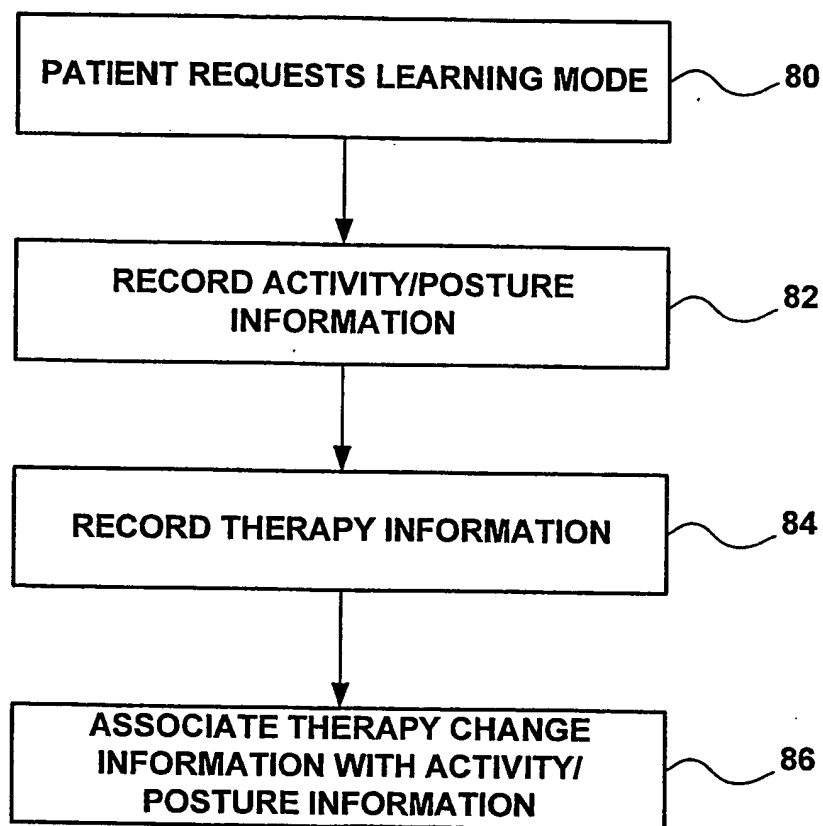 PATIENT REQUESTS LEARNING MODE
80
RECORD ACTIVITY/POSTURE
INFORMATION
82
RECORD THERAPY INFORMATION
84
ASSOCIATE THERAPY CHANGE
INFORMATION WITH ACTIVITY/
POSTURE INFORMATION
86